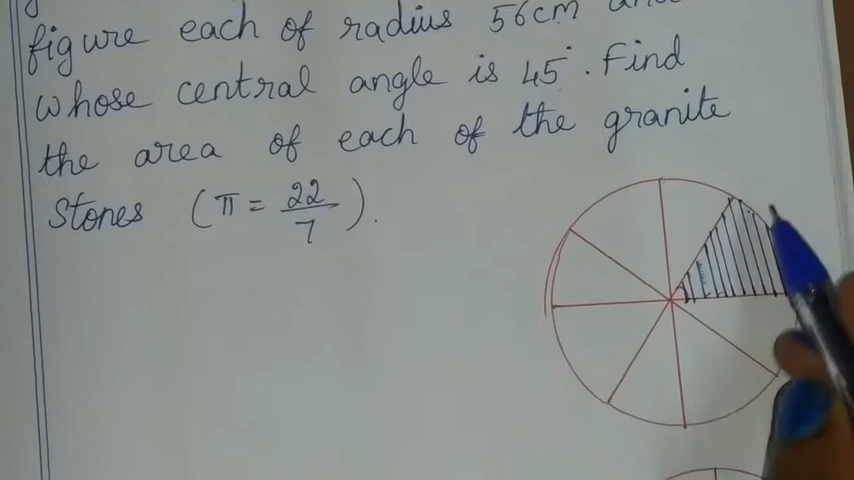 figure each of radius 56cm
whose central angle is 45°. Find
the area of each of the granite
stones (π = 22/7).